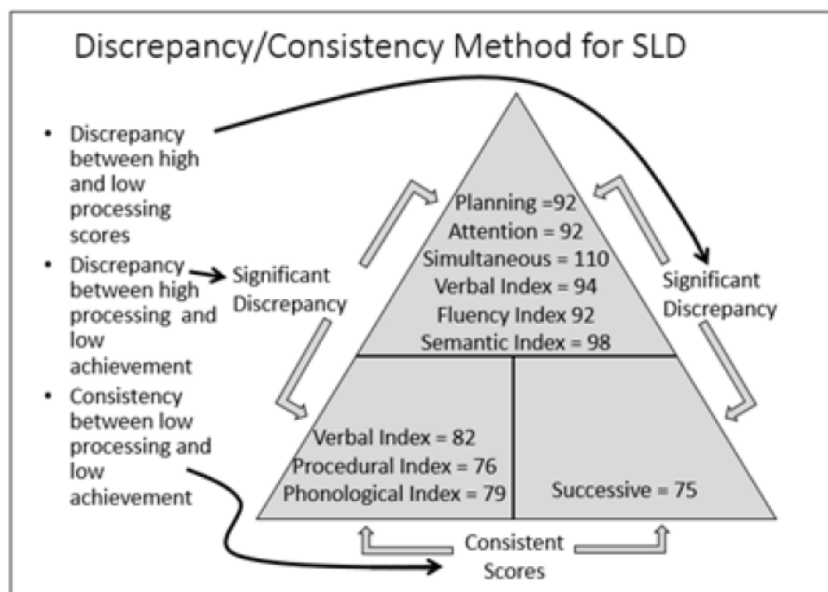 Discrepancy/Consistency Method for SLD
• Discrepancy
between high
and low
processing
scores
• Discrepancy
between high
processing and
low
achievement
• Consistency
between low
processing and
low
achievement
Significant
Discrepancy
Planning =92
Attention = 92
Simultaneous = 110
Verbal Index = 94
Fluency Index 92
Semantic Index = 98
Significant
Discrepancy
Verbal Index = 82
Procedural Index = 76
Phonological Index = 79
Successive = 75
Consistent
Scores